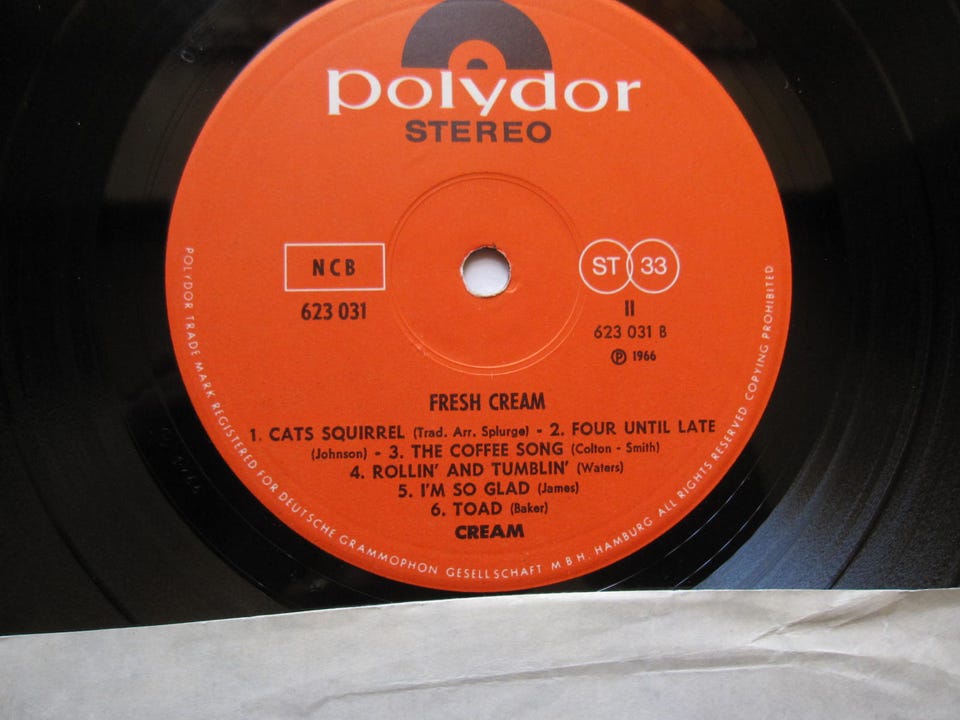 polydor
STEREO
NCB
623 031
ST 33
II
623 031 B
℗ 1966
FRESH CREAM
1. CATS SQUIRREL (Trad. Arr. Splurge) - 2. FOUR UNTIL LATE
(Johnson) - 3. THE COFFEE SONG (Colton - Smith)
4. ROLLIN' AND TUMBLIN' (Waters)
5. I'M SO GLAD (James)
6. TOAD (Baker)
CREAM
POLYDOR TRADE MARK REGISTERED FOR DEUTSCHE GRAMMOPHON GESELLSCHAFT M B H. HAMBURG ALL RIGHTS RESERVED COPYING PROHIBITED